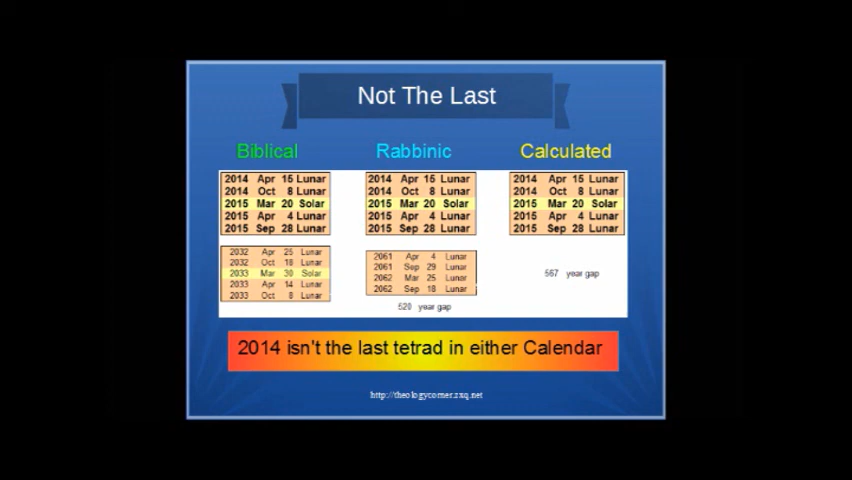 Not The Last
Biblical Rabbinic Calculated
2014 Apr 15 Lunar 2014 Apr 15 Lunar 2014 Apr 15 Lunar
2014 Oct 8 Lunar 2014 Oct 8 Lunar 2014 Oct 8 Lunar
2015 Mar 20 Solar 2015 Mar 20 Solar 2015 Mar 20 Solar
2015 Apr 4 Lunar 2015 Apr 4 Lunar 2015 Apr 4 Lunar
2015 Sep 28 Lunar 2015 Sep 28 Lunar 2015 Sep 28 Lunar
2032 Apr 25 Lunar 2061 Apr 4 Lunar
2032 Oct 18 Lunar 2061 Sep 29 Lunar
2033 Mar 30 Solar 2062 Mar 25 Lunar
2033 Apr 14 Lunar 2062 Sep 18 Lunar
2033 Oct 8 Lunar
567 year gap
520 year gap
2014 isn't the last tetrad in either Calendar
http://theologycorner.zxq.net